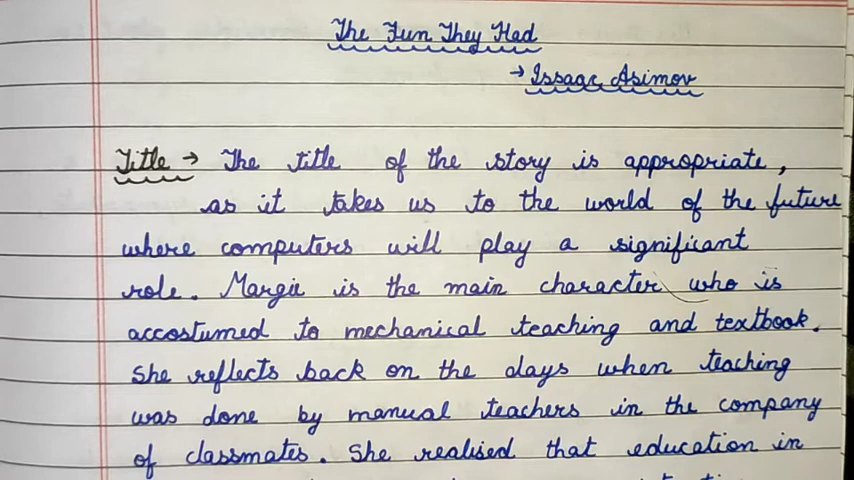 The Fun They Had
→ Issaac Asimov
Title → The title of the story is appropriate,
as it takes us to the world of the future
where computers will play a significant
role. Margie is the main character who is
accostumed to mechanical teaching and textbook.
She reflects back on the days when teaching
was done by manual teachers in the company
of classmates. She realised that education in